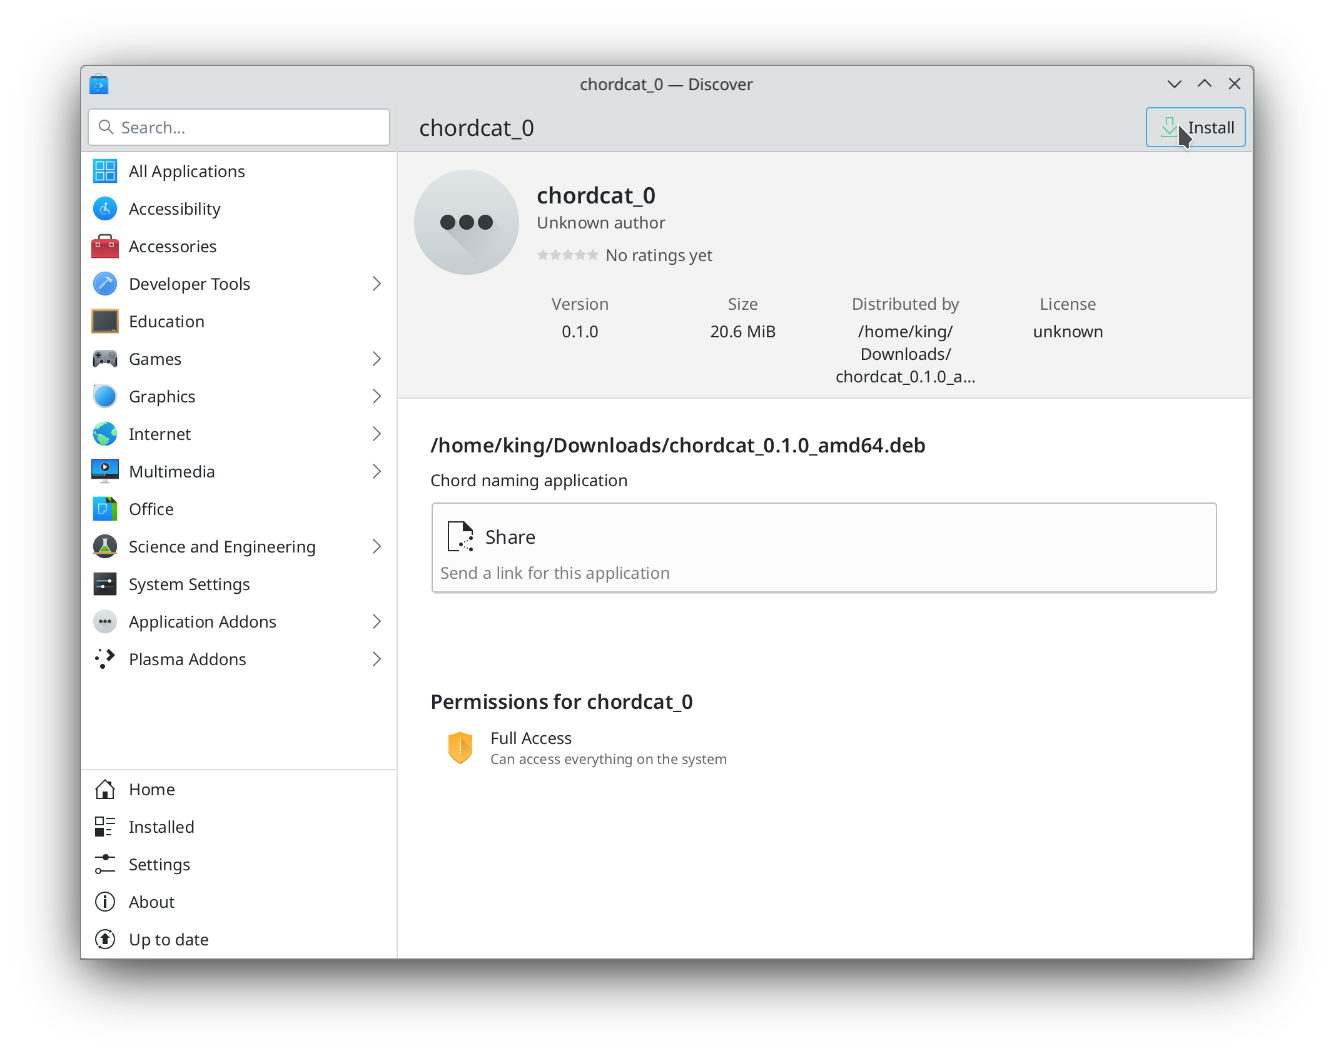 chordcat_0 — Discover
Search...
chordcat_0
Install
All Applications
Accessibility
Accessories
Developer Tools
Education
Games
Graphics
Internet
Multimedia
Office
Science and Engineering
System Settings
Application Addons
Plasma Addons
Home
Installed
Settings
About
Up to date
chordcat_0
Unknown author
No ratings yet
Version
0.1.0
Size
20.6 MiB
Distributed by
/home/king/
Downloads/
chordcat_0.1.0_a...
License
unknown
/home/king/Downloads/chordcat_0.1.0_amd64.deb
Chord naming application
Share
Send a link for this application
Permissions for chordcat_0
Full Access
Can access everything on the system